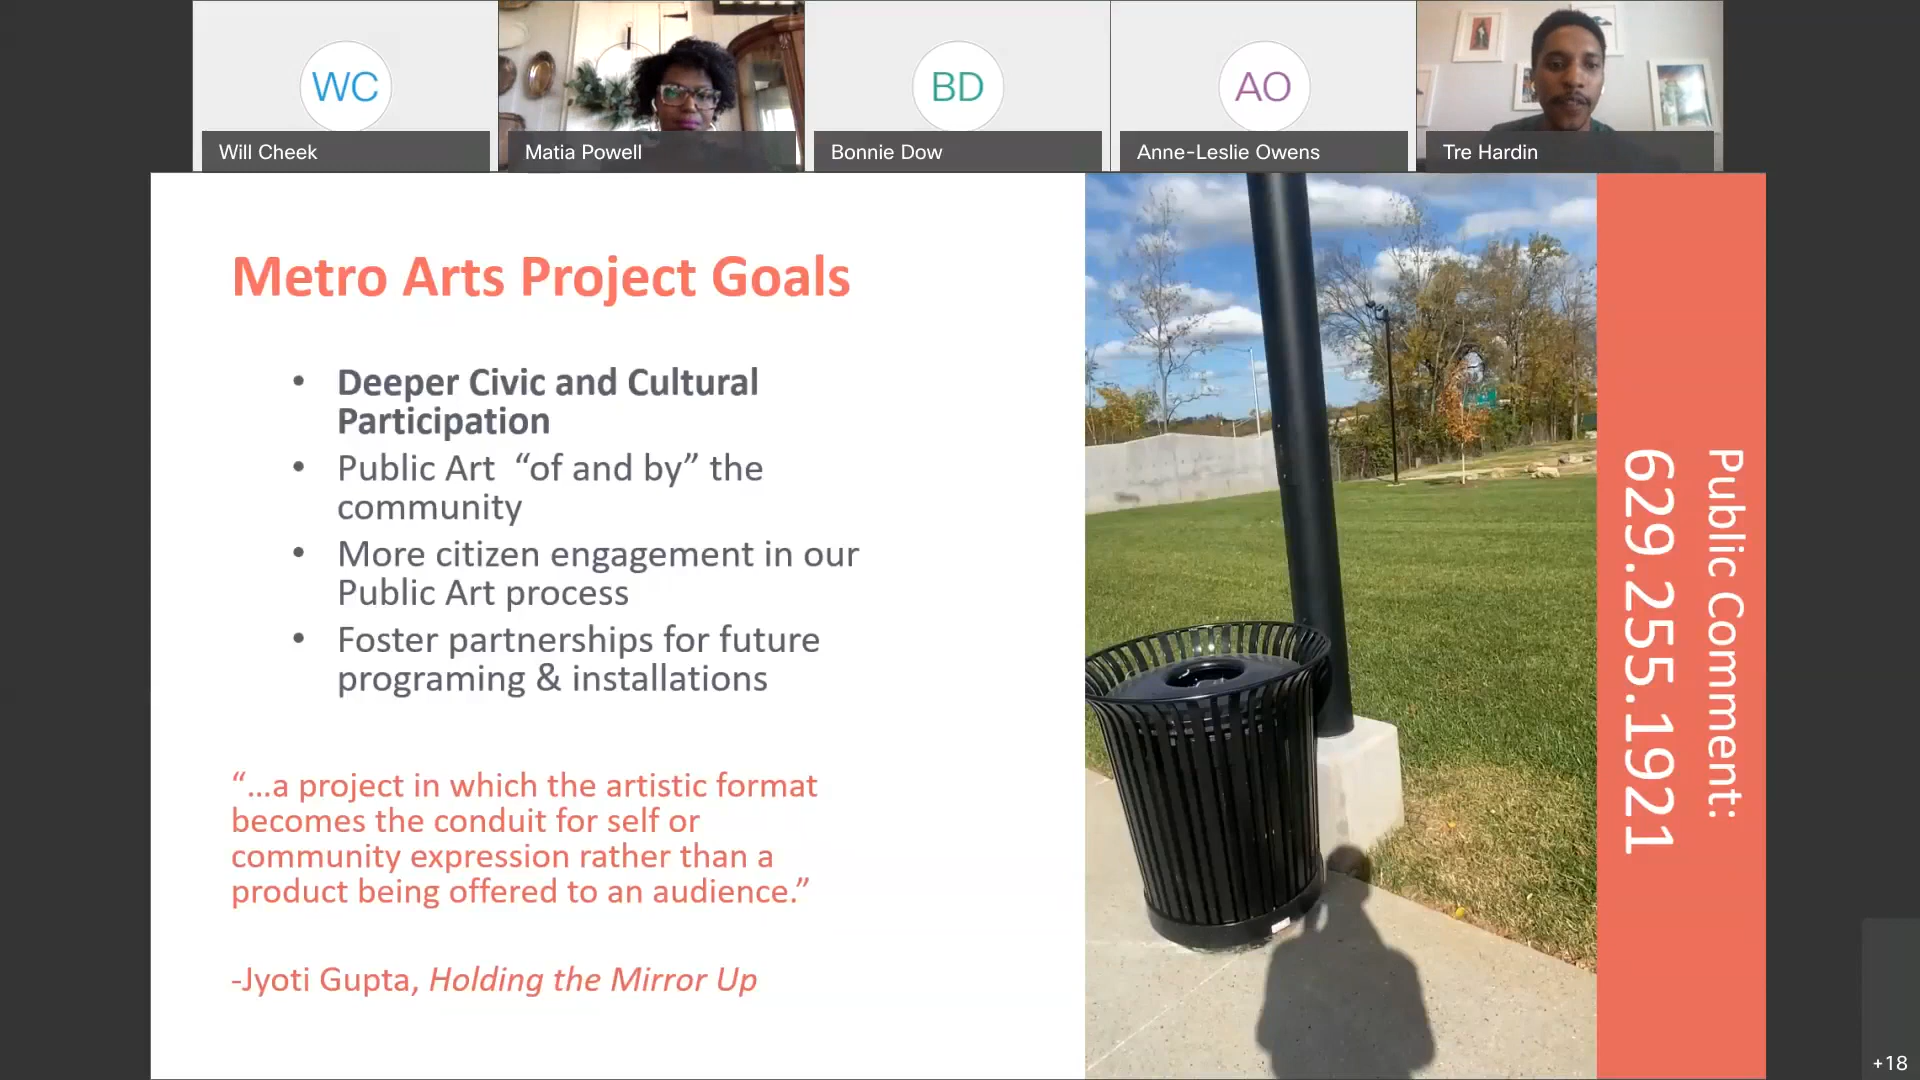 WC
BD
AO
Will Cheek
Matia Powell
Bonnie Dow
Anne-Leslie Owens
Tre Hardin
Metro Arts Project Goals
• Deeper Civic and Cultural
Participation
• Public Art “of and by” the
community
• More citizen engagement in our
Public Art process
• Foster partnerships for future
programing & installations
“...a project in which the artistic format
becomes the conduit for self or
community expression rather than a
product being offered to an audience.”
-Jyoti Gupta, Holding the Mirror Up
Public Comment:
629.255.1921
+18